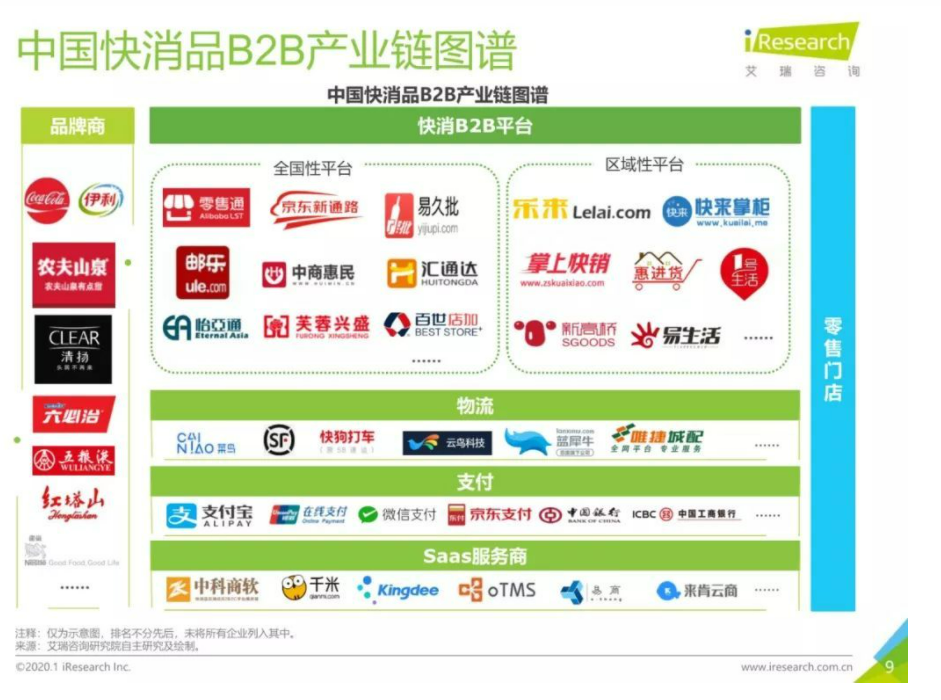 中国快消品B2B产业链图谱
iResearch
艾 瑞 咨 询
中国快消品B2B产业链图谱
品牌商
快消B2B平台
全国性平台
区域性平台
Coca-Cola
伊利
农夫山泉
农夫山泉有点甜
CLEAR
清扬
六必治
五粮液
WULIANGYE
红塔山
Hongtashan
Nestlé Good Food, Good Life
......
零售通
Alibaba LST
京东新通路
易久批
yijiupi.com
邮乐
ule.com
中商惠民
汇通达
HUITONGDA
怡亞通
Eternal Asia
芙蓉兴盛
FURONG XINGSHENG
百世店加
BEST STORE+
......
乐来 Lelai.com
快来
快来掌柜
www.kuailai.me
掌上快销
www.zskuaixiao.com
惠进货
1号
生活
新高桥
SGOODS
易生活
......
零售门店
物流
CAI
NIAO 菜鸟
SF
快狗打车
(原58速运)
云鸟科技
蓝犀牛
唯捷城配
全网平台 专业服务
......
支付
支付宝
ALIPAY
在线支付
Online Payment
微信支付
京东支付
中国银行
BANK OF CHINA
ICBC 中国工商银行
......
SaaS服务商
中科商软
千米
qianmi.com
Kingdee
oTMS
易商
来肯云商
......
注释:仅为示意图,排名不分先后,未将所有企业列入其中。
来源:艾瑞咨询研究院自主研究及绘制。
©2020.1 iResearch Inc.
www.iresearch.com.cn
9